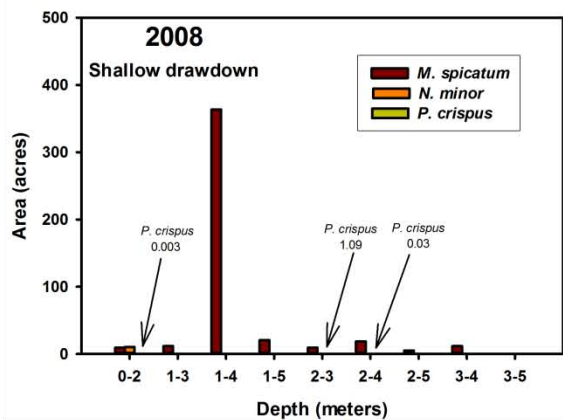 2008
Shallow drawdown
M. spicatum
N. minor
P. crispus
Area (acres)
500
400
300
200
100
0
P. crispus
0.003
P. crispus
1.09
P. crispus
0.03
0-2 1-3 1-4 1-5 2-3 2-4 2-5 3-4 3-5
Depth (meters)